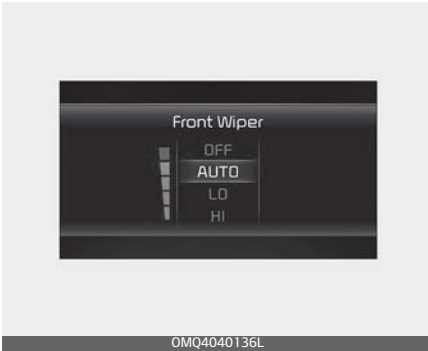 Front Wiper
OFF
AUTO
LO
HI
OMQ4040136L